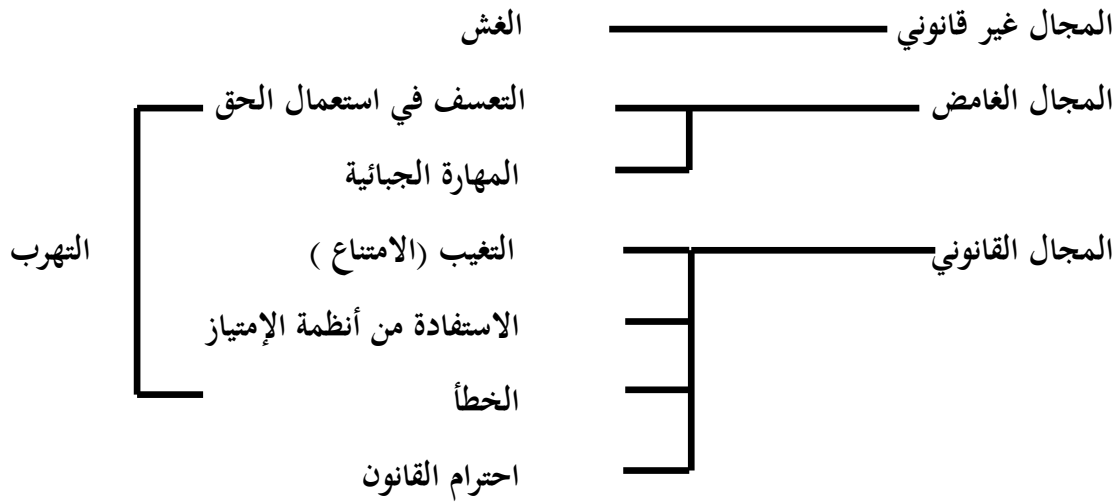 المجال غير قانوني الغش
المجال الغامض التعسف في استعمال الحق
المهارة الجبائية
المجال القانوني التغيب (الامتناع ) التهرب
الاستفادة من أنظمة الإمتياز
الخطأ
احترام القانون